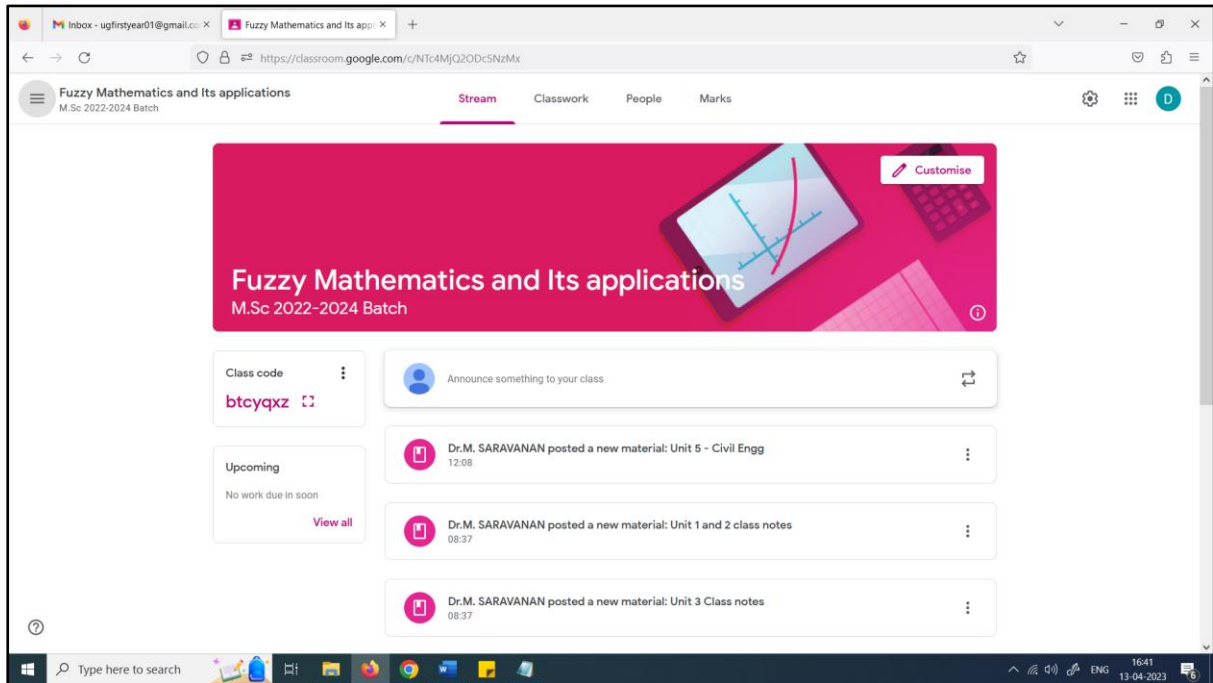 Inbox - ugfirstyear01@gmail.co
Fuzzy Mathematics and Its appl
https://classroom.google.com/c/NTc4MjQ2ODc5NzMx
Fuzzy Mathematics and Its applications
M.Sc 2022-2024 Batch
Stream Classwork People Marks
D
Customise
Fuzzy Mathematics and Its applications
M.Sc 2022-2024 Batch
Class code
btcyqxz
Announce something to your class
Upcoming
No work due in soon
View all
Dr.M. SARAVANAN posted a new material: Unit 5 - Civil Engg
12:08
Dr.M. SARAVANAN posted a new material: Unit 1 and 2 class notes
08:37
Dr.M. SARAVANAN posted a new material: Unit 3 Class notes
08:37
Type here to search
ENG
16:41
13-04-2023
6